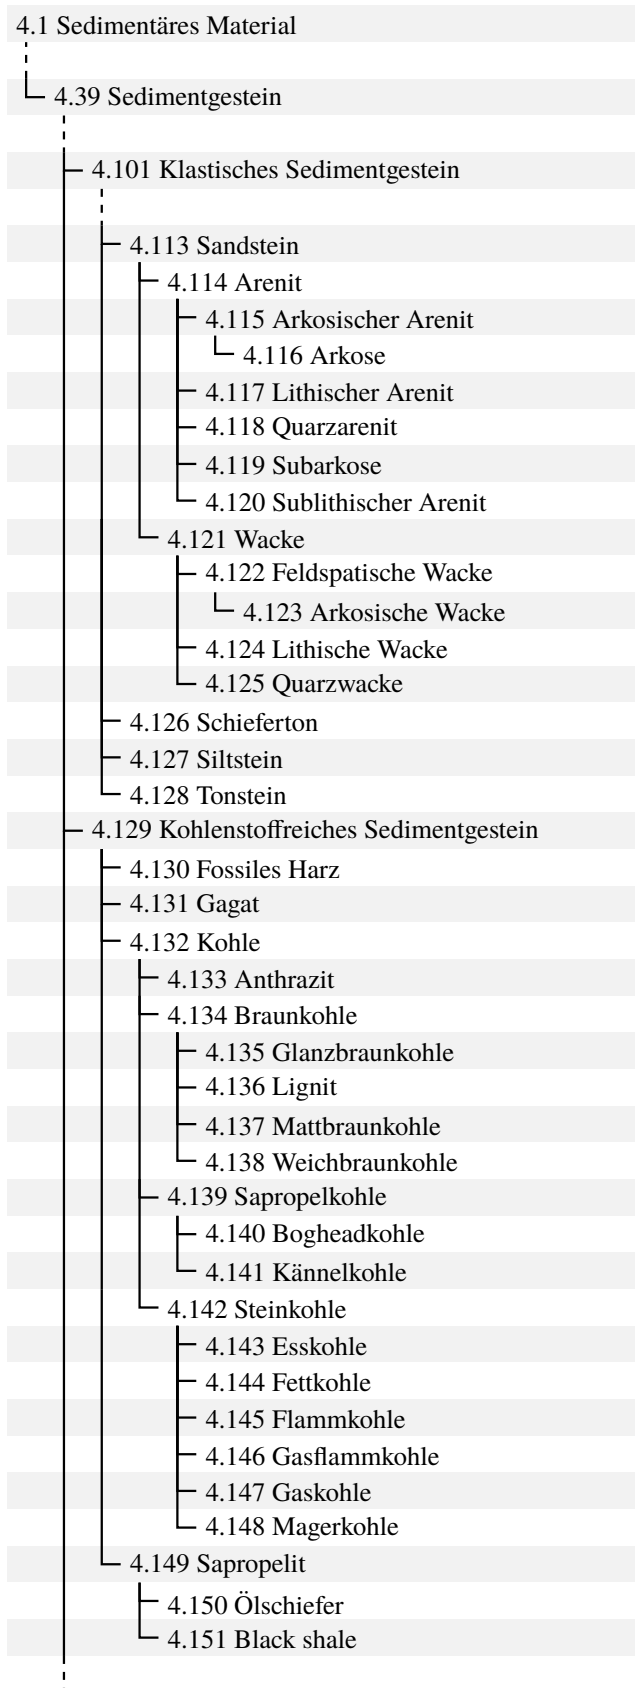 4.1 Sedimentäres Material
4.39 Sedimentgestein
4.101 Klastisches Sedimentgestein
4.113 Sandstein
4.114 Arenit
4.115 Arkosischer Arenit
4.116 Arkose
4.117 Lithischer Arenit
4.118 Quarzarenit
4.119 Subarkose
4.120 Sublithischer Arenit
4.121 Wacke
4.122 Feldspatische Wacke
4.123 Arkosische Wacke
4.124 Lithische Wacke
4.125 Quarzwacke
4.126 Schieferton
4.127 Siltstein
4.128 Tonstein
4.129 Kohlenstoffreiches Sedimentgestein
4.130 Fossiles Harz
4.131 Gagat
4.132 Kohle
4.133 Anthrazit
4.134 Braunkohle
4.135 Glanzbraunkohle
4.136 Lignit
4.137 Mattbraunkohle
4.138 Weichbraunkohle
4.139 Sapropelkohle
4.140 Bogheadkohle
4.141 Kännelkohle
4.142 Steinkohle
4.143 Esskohle
4.144 Fettkohle
4.145 Flammkohle
4.146 Gasflammkohle
4.147 Gaskohle
4.148 Magerkohle
4.149 Sapropelit
4.150 Ölschiefer
4.151 Black shale